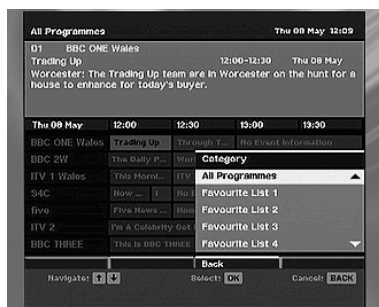 All Programmes Thu 08 May 12:09
01 BBC ONE Wales
Trading Up 12:00-12:30 Thu 08 May
Worcester: The Trading Up team are in Worcester on the hunt for a
house to enhance for today's buyer.
Thu 08 May 12:00 12:30 13:00 13:30
BBC ONE Wales Trading Up Through T... No Event Information
BBC 2W The Daily P...
Category
ITV 1 Wales This Morni... ITV
All Programmes
S4C Now ...
Favourite List 1
five Five News ...
Favourite List 2
ITV 2 I'm A Celebrity Get
Favourite List 3
BBC THREE This is BBC THREE
Favourite List 4
Back
Navigate: Select: OK Cancel: BACK